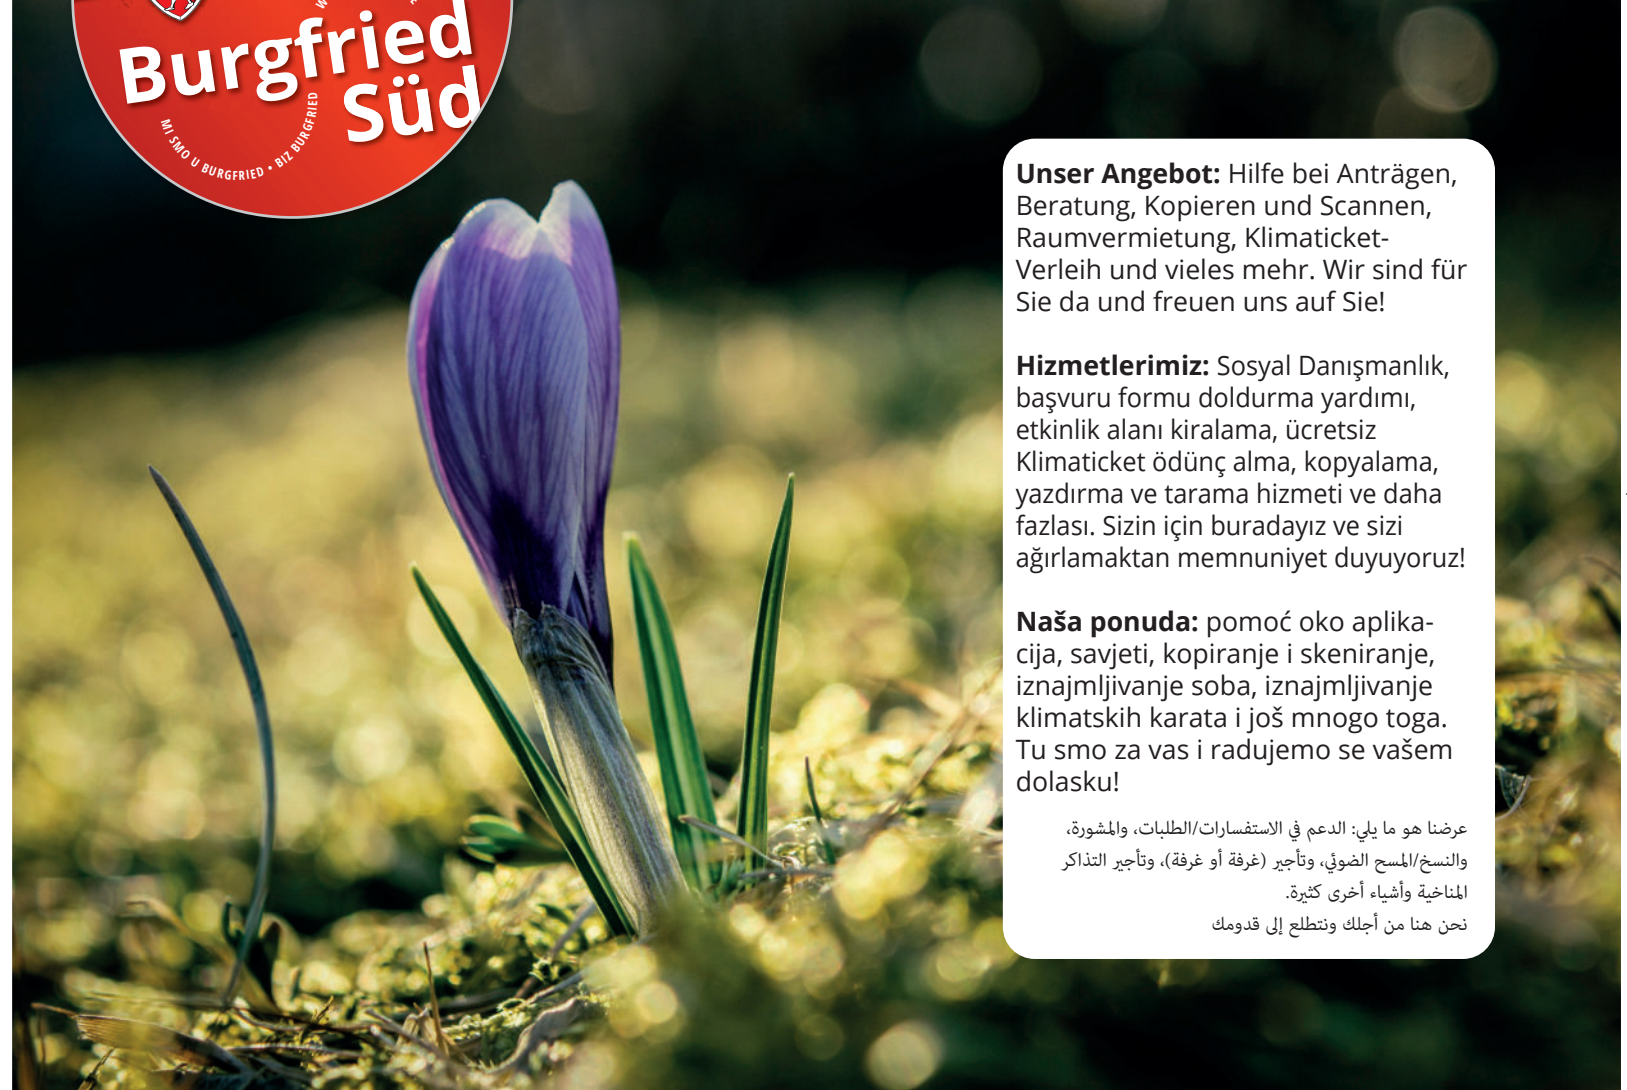 Burgfried
Süd
MI SMO U BURGFRIED • BIZ BURGFRIED
Unser Angebot: Hilfe bei Anträgen,
Beratung, Kopieren und Scannen,
Raumvermietung, Klimaticket-
Verleih und vieles mehr. Wir sind für
Sie da und freuen uns auf Sie!
Hizmetlerimiz: Sosyal Danışmanlık,
başvuru formu doldurma yardımı,
etkinlik alanı kiralama, ücretsiz
Klimaticket ödünç alma, kopyalama,
yazdırma ve tarama hizmeti ve daha
fazlası. Sizin için buradayız ve sizi
ağırlamaktan memnuniyet duyuyoruz!
Naša ponuda: pomoć oko aplika-
cija, savjeti, kopiranje i skeniranje,
iznajmljivanje soba, iznajmljivanje
klimatskih karata i još mnogo toga.
Tu smo za vas i radujemo se vašem
dolasku!
عرضنا هو ما يلي: الدعم في الاستفسارات/الطلبات، والمشورة،
والنسخ/المسح الضوئي، وتأجير (غرفة أو غرفة)، وتأجير التذاكر
المناخية وأشياء أخرى كثيرة.
نحن هنا من أجلك ونتطلع إلى قدومك